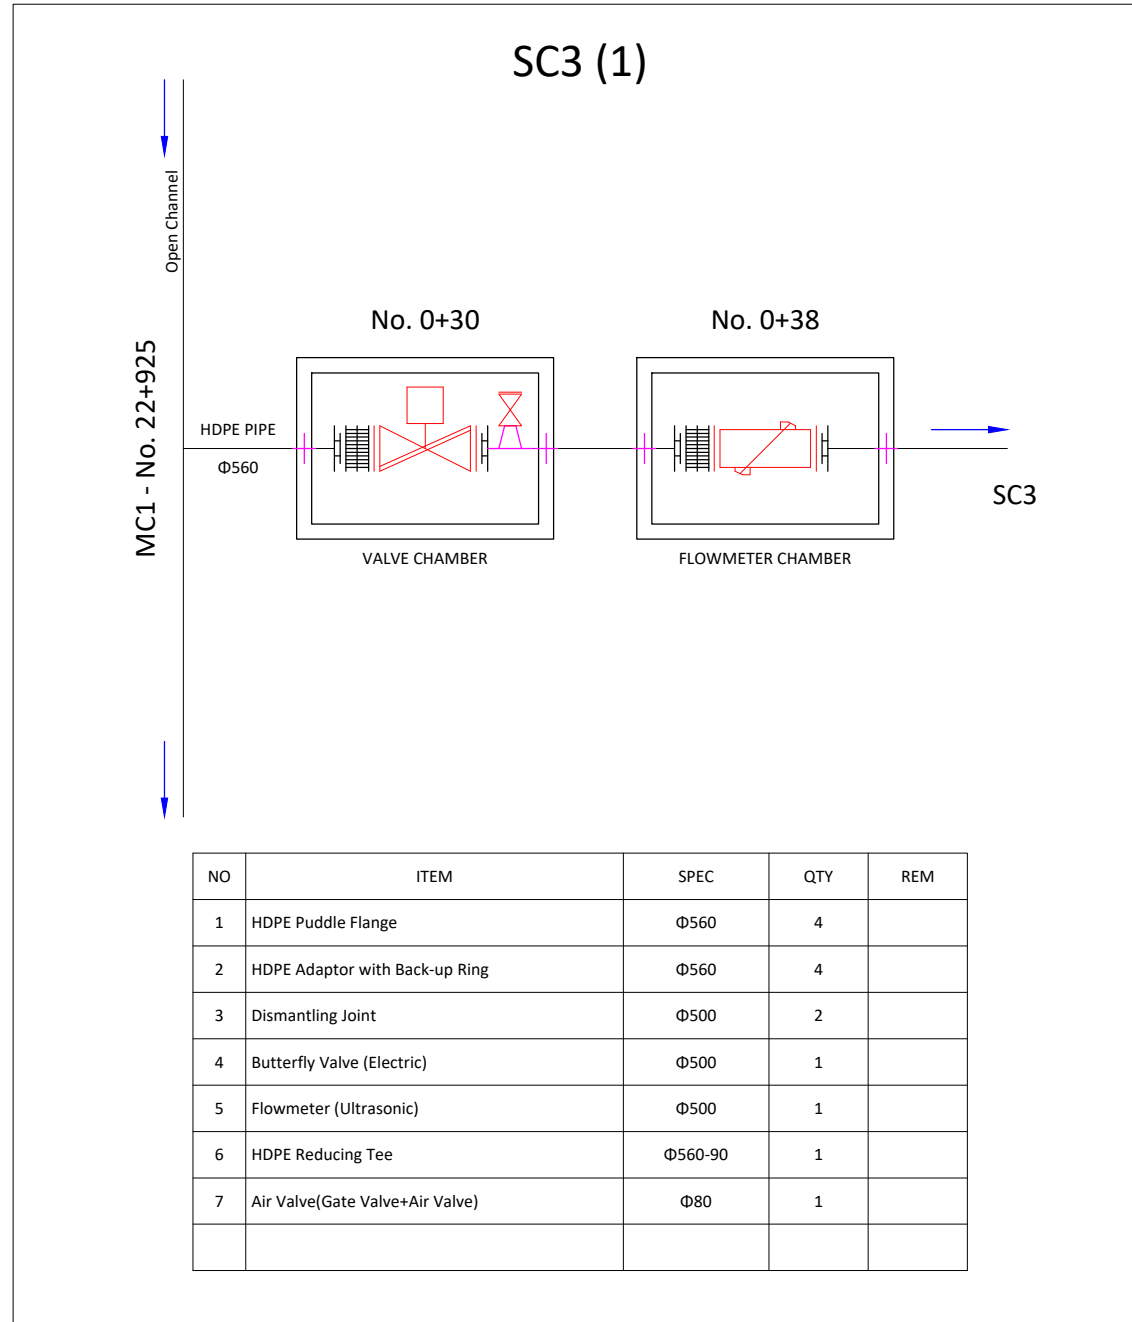 SC3 (1)
Open Channel
MC1 - No. 22+925
No. 0+30
No. 0+38
HDPE PIPE
Φ560
SC3
VALVE CHAMBER
FLOWMETER CHAMBER
NO ITEM SPEC QTY REM
1 HDPE Puddle Flange Φ560 4
2 HDPE Adaptor with Back-up Ring Φ560 4
3 Dismantling Joint Φ500 2
4 Butterfly Valve (Electric) Φ500 1
5 Flowmeter (Ultrasonic) Φ500 1
6 HDPE Reducing Tee Φ560-90 1
7 Air Valve(Gate Valve+Air Valve) Φ80 1